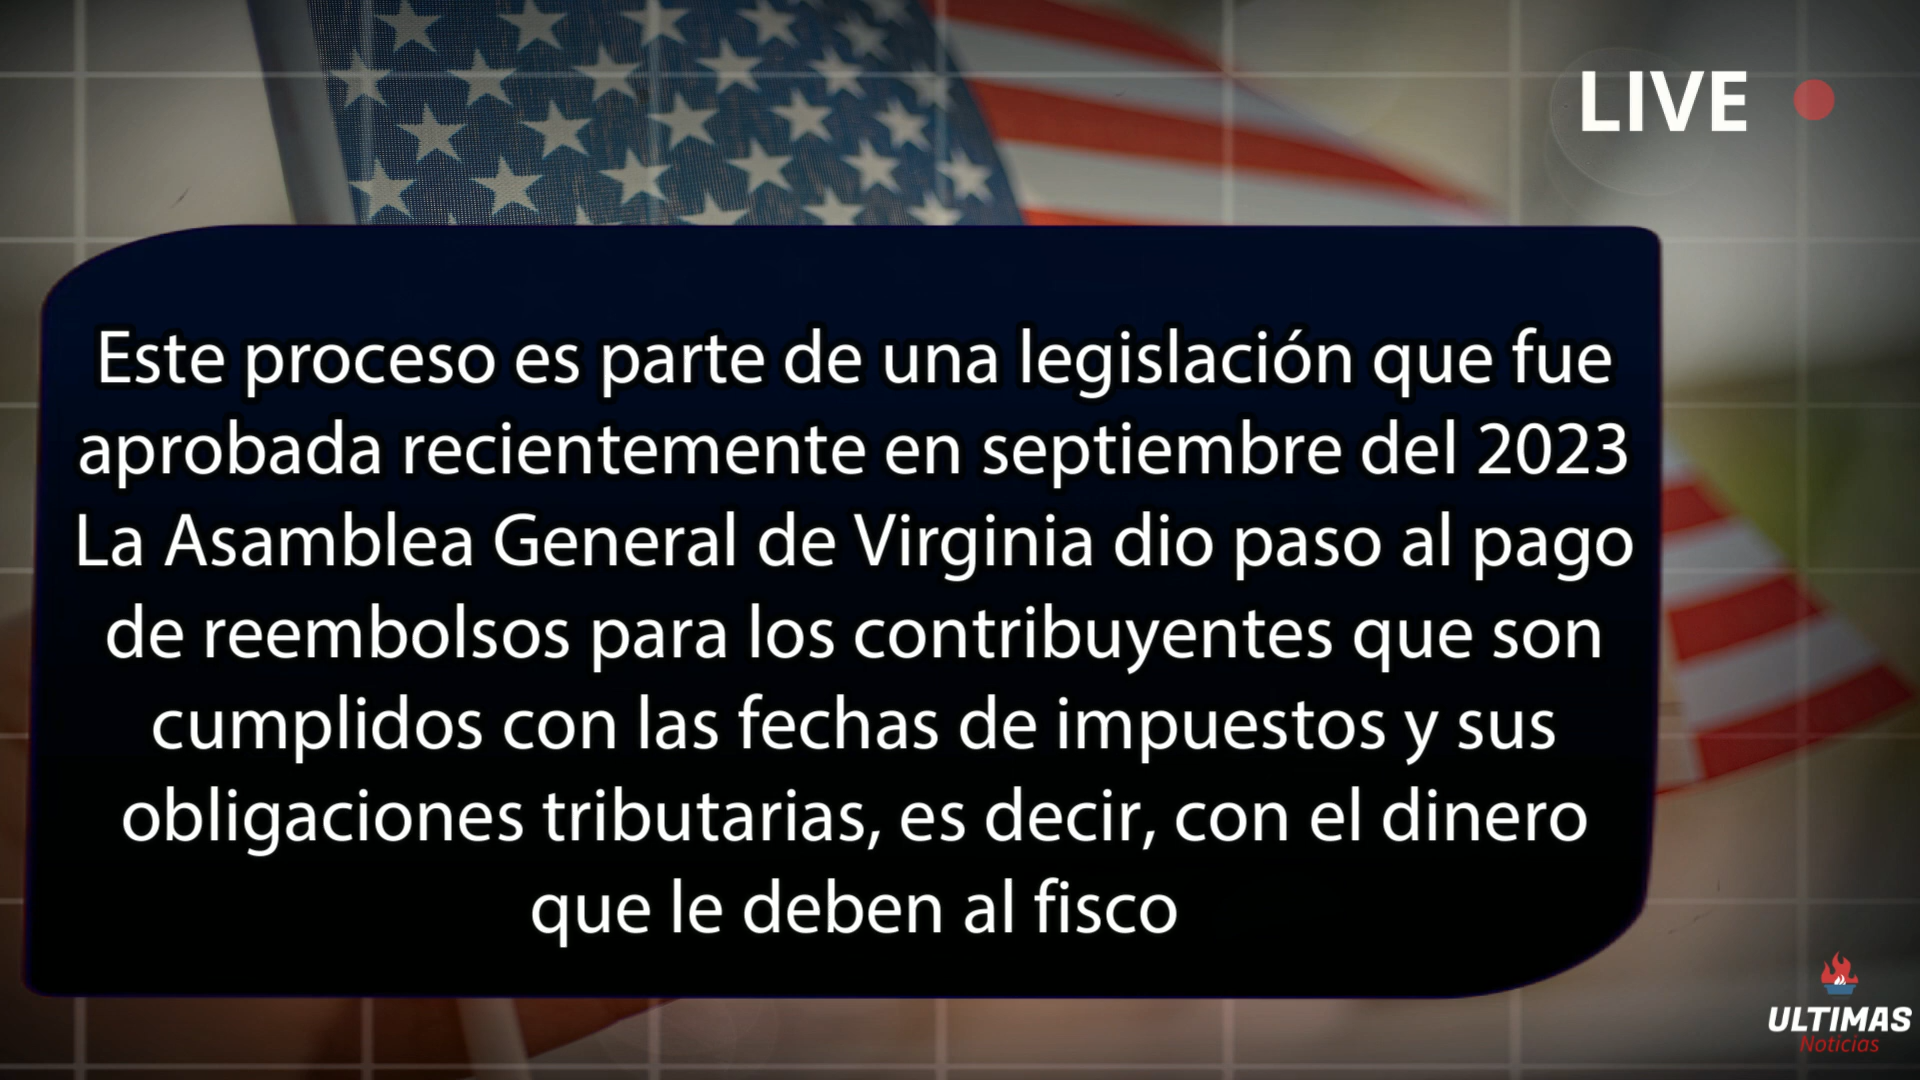 LIVE
Este proceso es parte de una legislación que fue
aprobada recientemente en septiembre del 2023
La Asamblea General de Virginia dio paso al pago
de reembolsos para los contribuyentes que son
cumplidos con las fechas de impuestos y sus
obligaciones tributarias, es decir, con el dinero
que le deben al fisco
ULTIMAS
Noticias